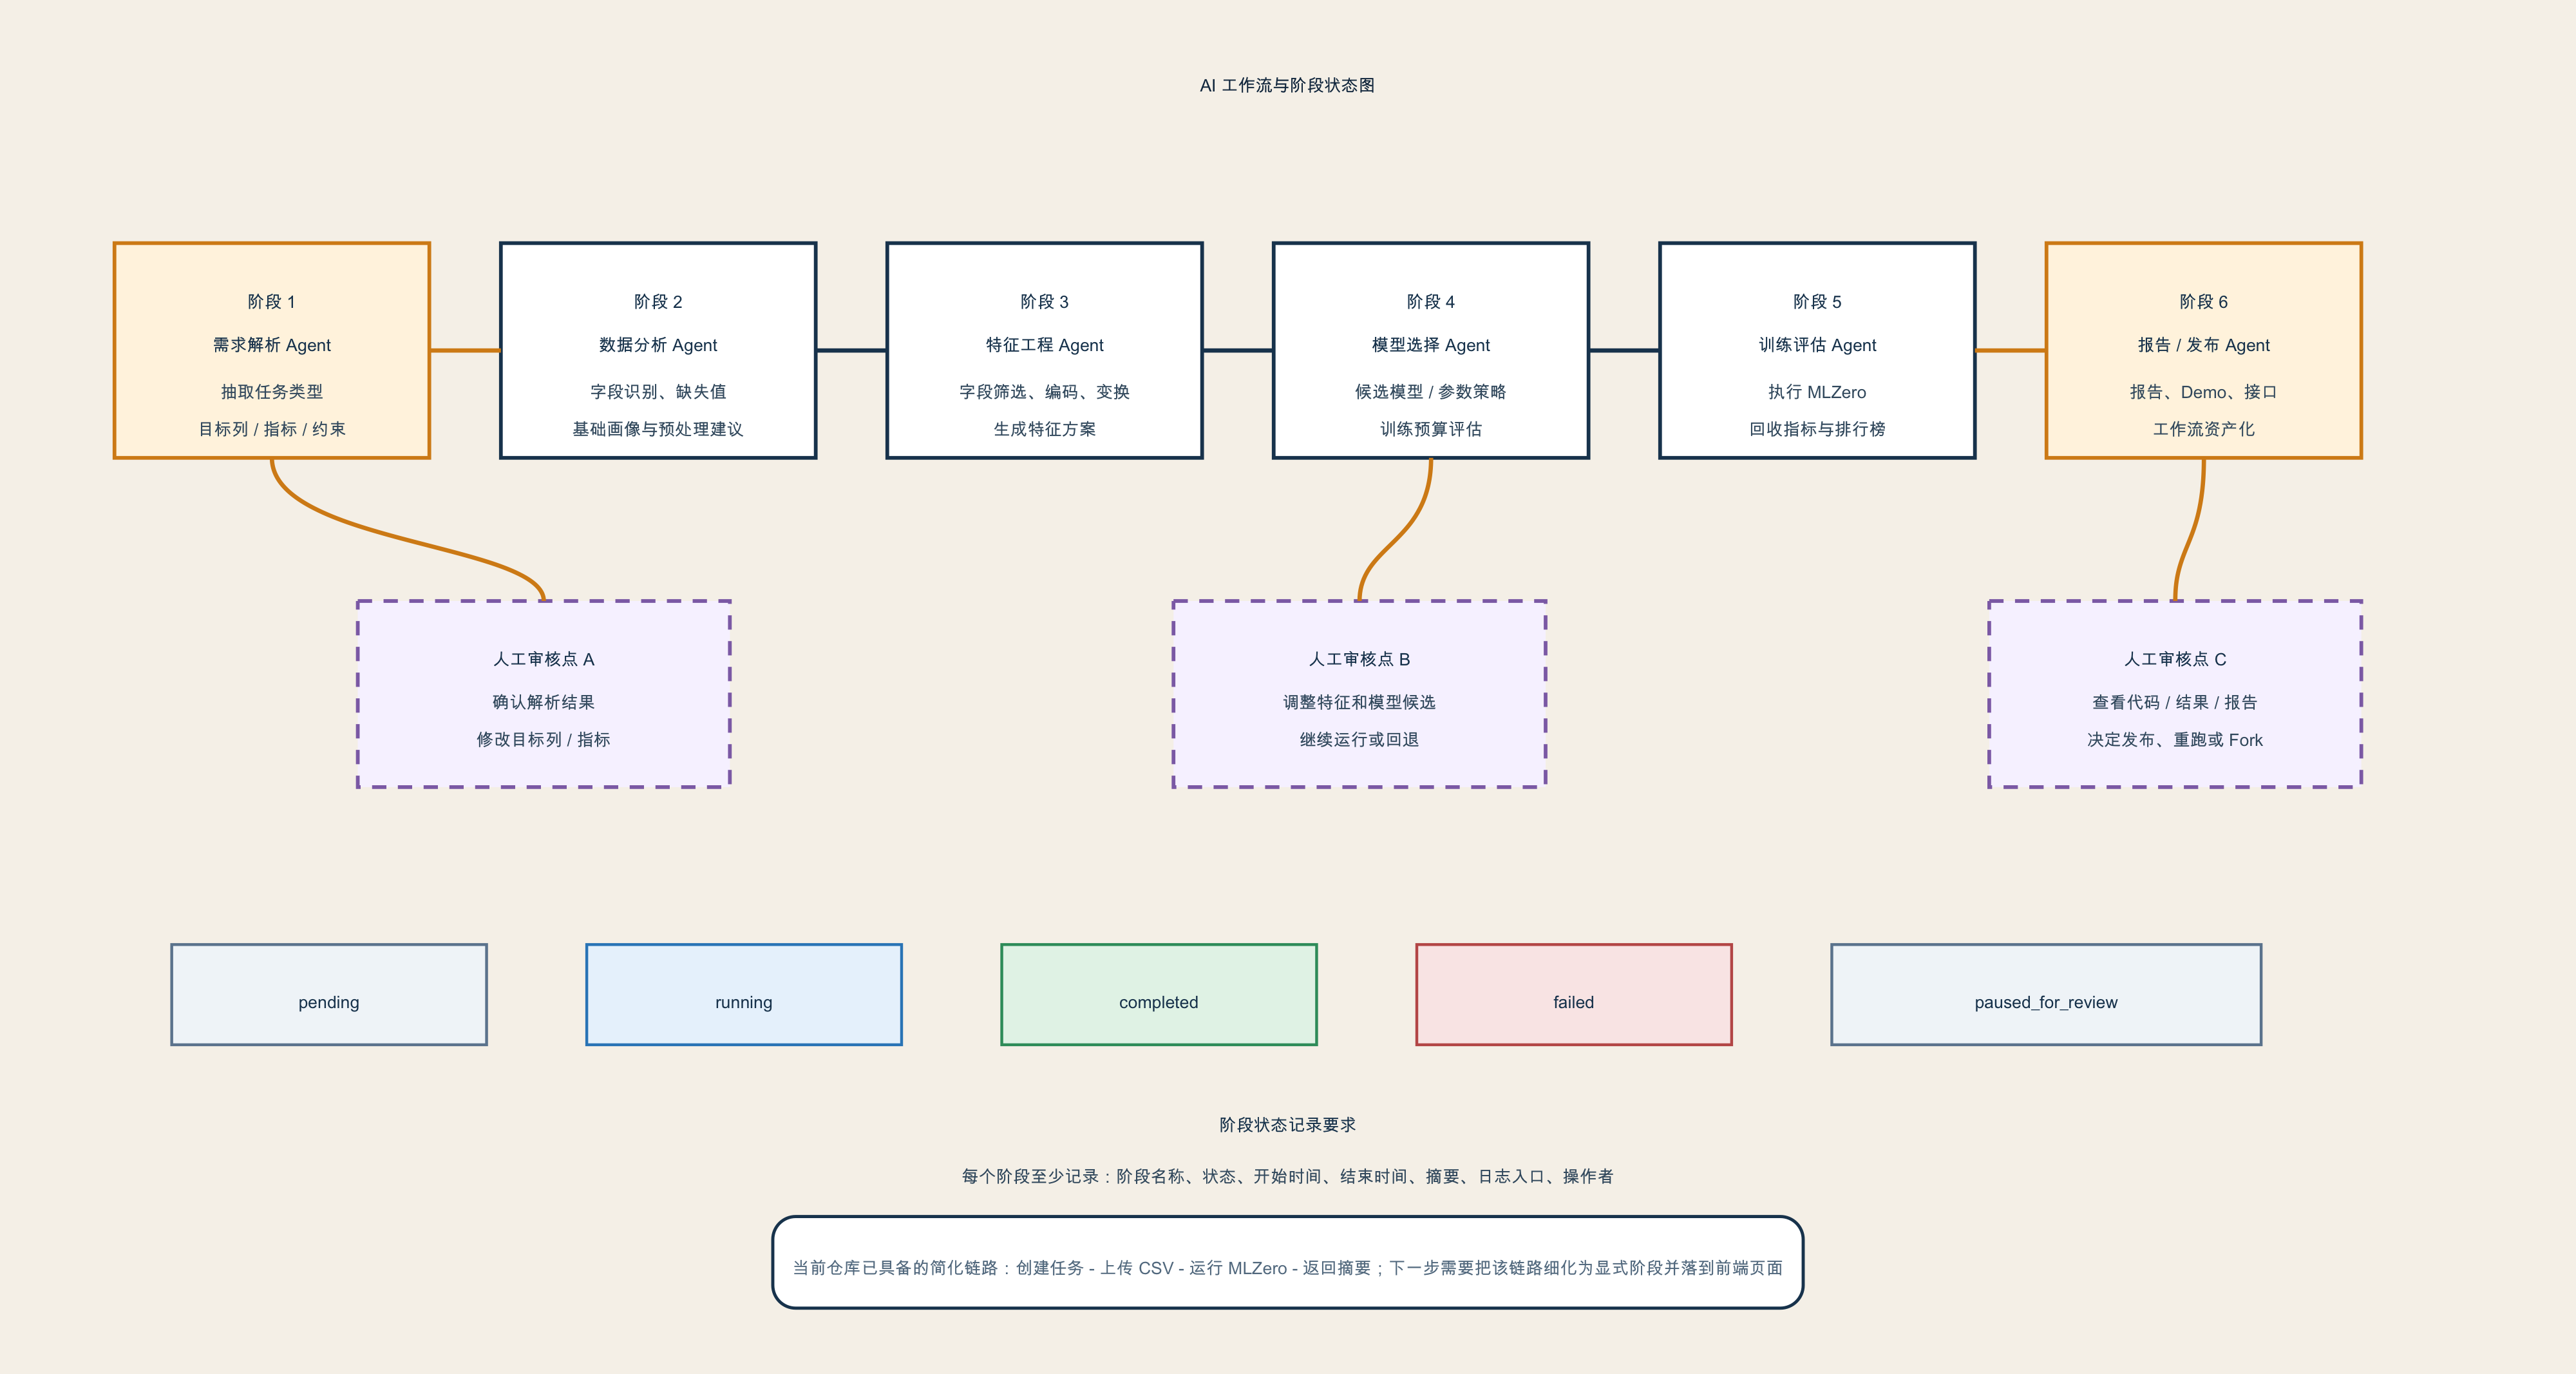 AI 工作流与阶段状态图
阶段 1
需求解析 Agent
抽取任务类型
目标列 / 指标 / 约束
阶段 2
数据分析 Agent
字段识别、缺失值
基础画像与预处理建议
阶段 3
特征工程 Agent
字段筛选、编码、变换
生成特征方案
阶段 4
模型选择 Agent
候选模型 / 参数策略
训练预算评估
阶段 5
训练评估 Agent
执行 MLZero
回收指标与排行榜
阶段 6
报告 / 发布 Agent
报告、Demo、接口
工作流资产化
人工审核点 A
确认解析结果
修改目标列 / 指标
人工审核点 B
调整特征和模型候选
继续运行或回退
人工审核点 C
查看代码 / 结果 / 报告
决定发布、重跑或 Fork
pending
running
completed
failed
paused_for_review
阶段状态记录要求
每个阶段至少记录：阶段名称、状态、开始时间、结束时间、摘要、日志入口、操作者
当前仓库已具备的简化链路：创建任务 - 上传 CSV - 运行 MLZero - 返回摘要；下一步需要把该链路细化为显式阶段并落到前端页面